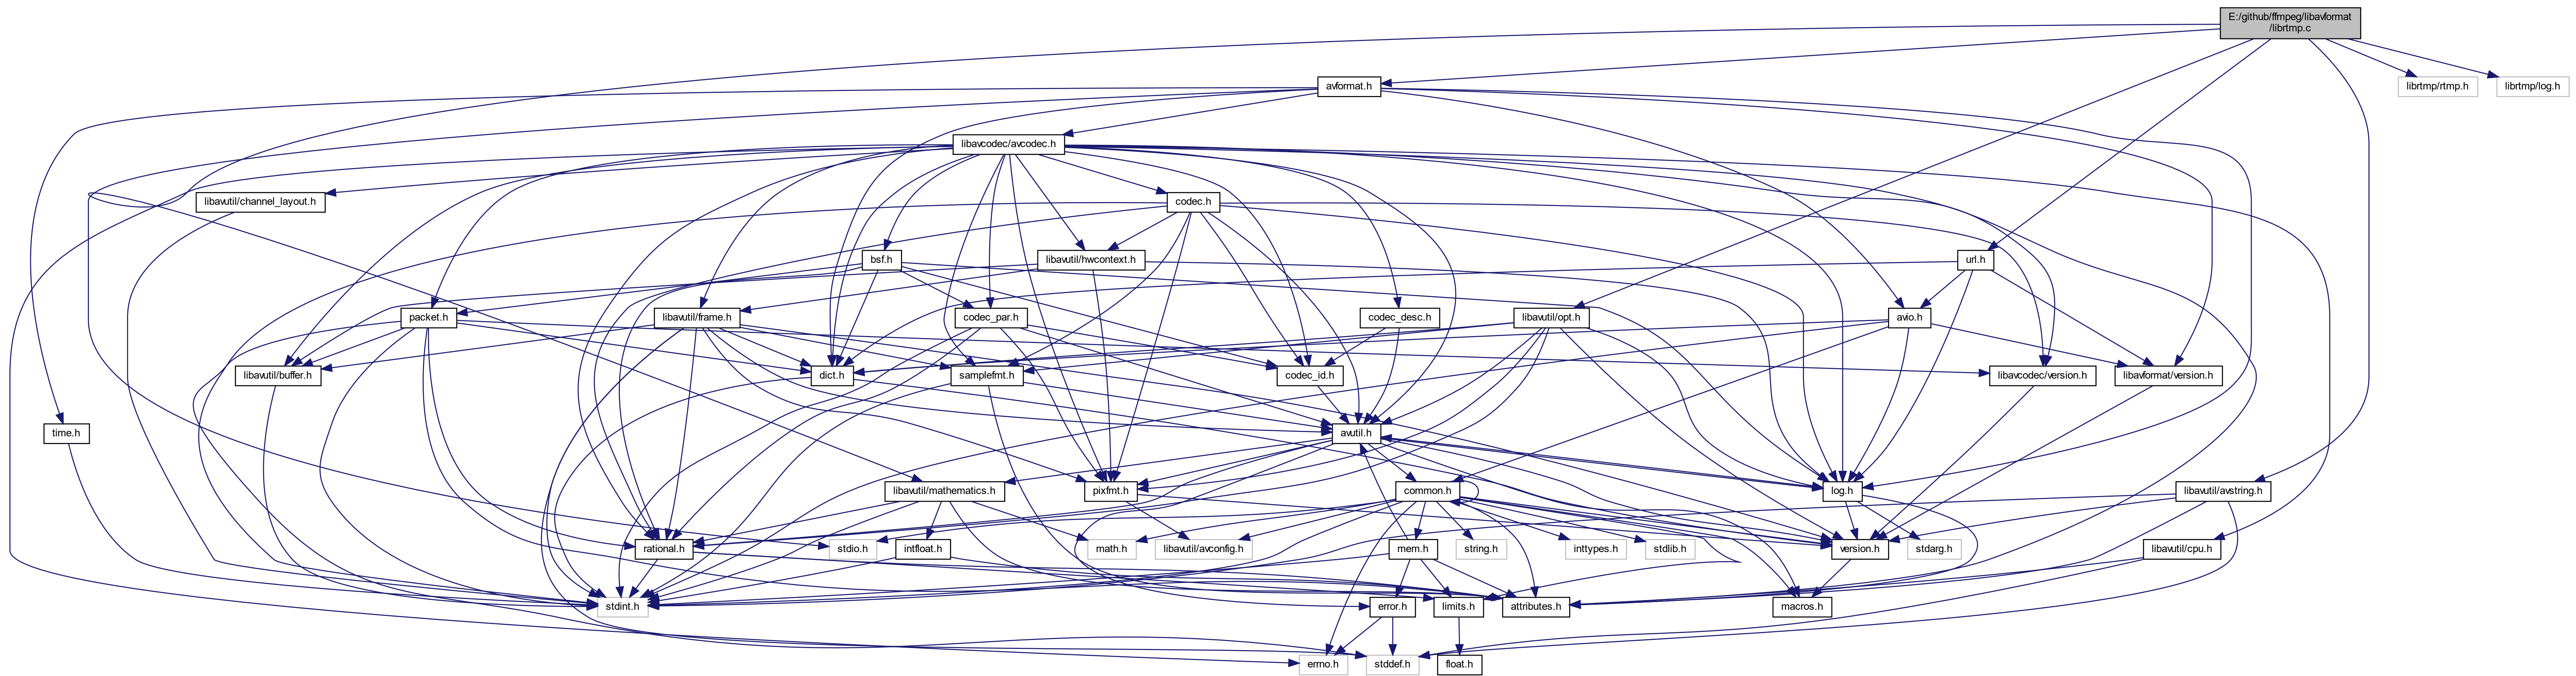 E:/github/ffmpeg/libavformat
/librtmp.c
avformat.h
librtmp/rtmp.h
librtmp/log.h
libavcodec/avcodec.h
libavutil/channel_layout.h
codec.h
bsf.h
libavutil/hwcontext.h
url.h
packet.h
libavutil/frame.h
codec_par.h
codec_desc.h
libavutil/opt.h
avio.h
libavutil/buffer.h
dict.h
samplefmt.h
codec_id.h
libavcodec/version.h
libavformat/version.h
time.h
avutil.h
libavutil/mathematics.h
pixfmt.h
common.h
log.h
libavutil/avstring.h
rational.h
stdio.h
intfloat.h
math.h
libavutil/avconfig.h
mem.h
string.h
inttypes.h
stdlib.h
version.h
stdarg.h
libavutil/cpu.h
stdint.h
error.h
limits.h
attributes.h
macros.h
errno.h
stddef.h
float.h